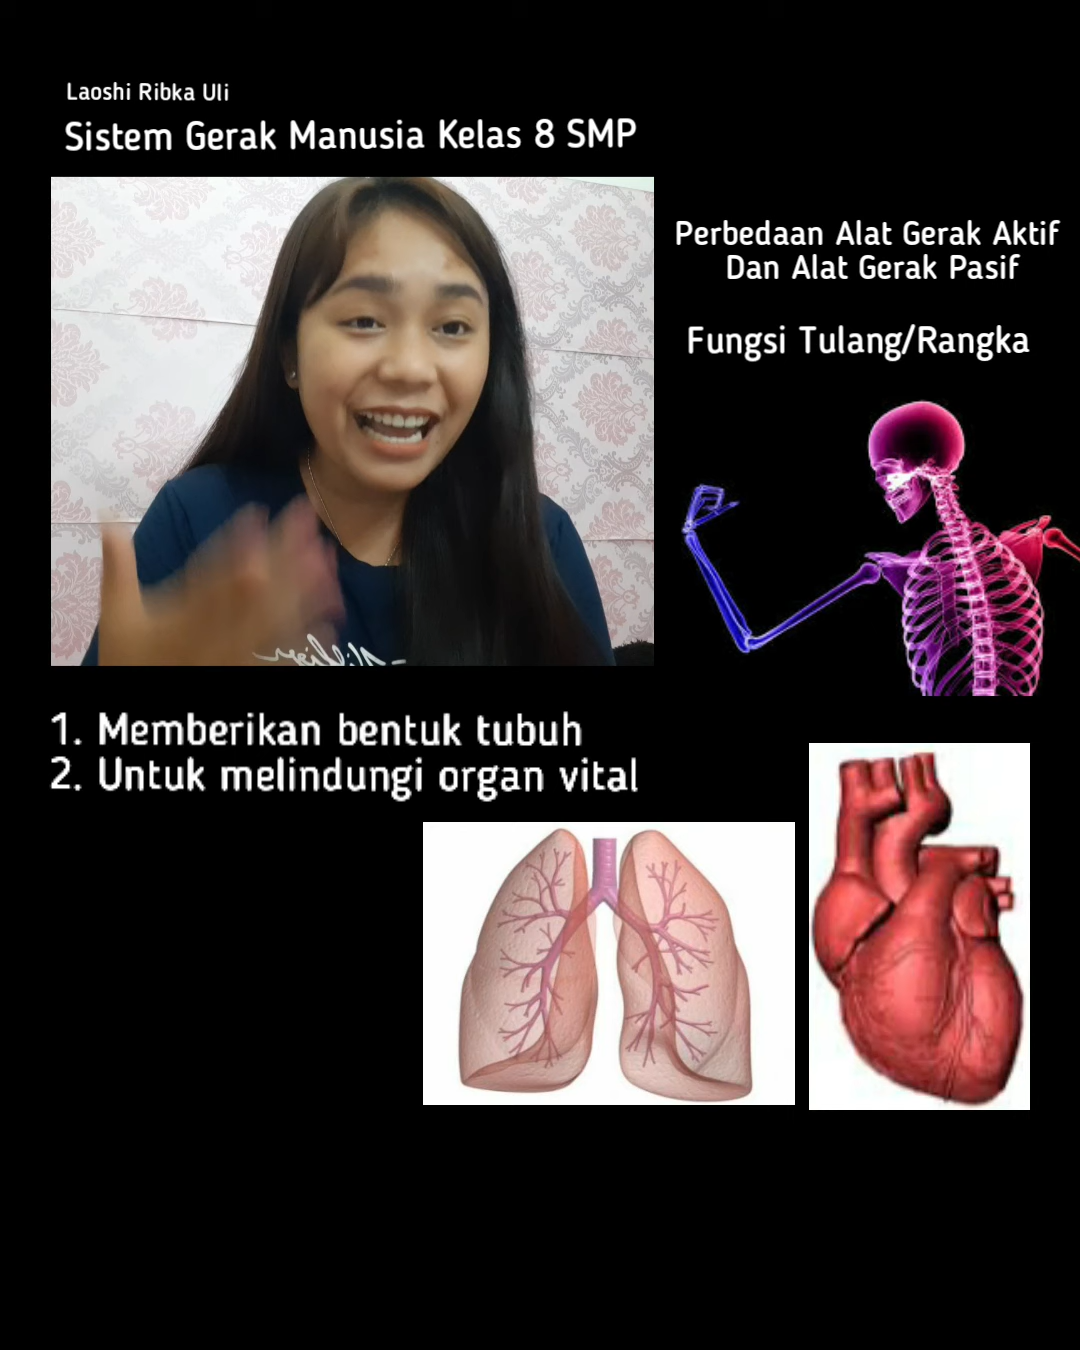 Laoshi Ribka Uli
Sistem Gerak Manusia Kelas 8 SMP
Perbedaan Alat Gerak Aktif
Dan Alat Gerak Pasif
Fungsi Tulang/Rangka
1. Memberikan bentuk tubuh
2. Untuk melindungi organ vital